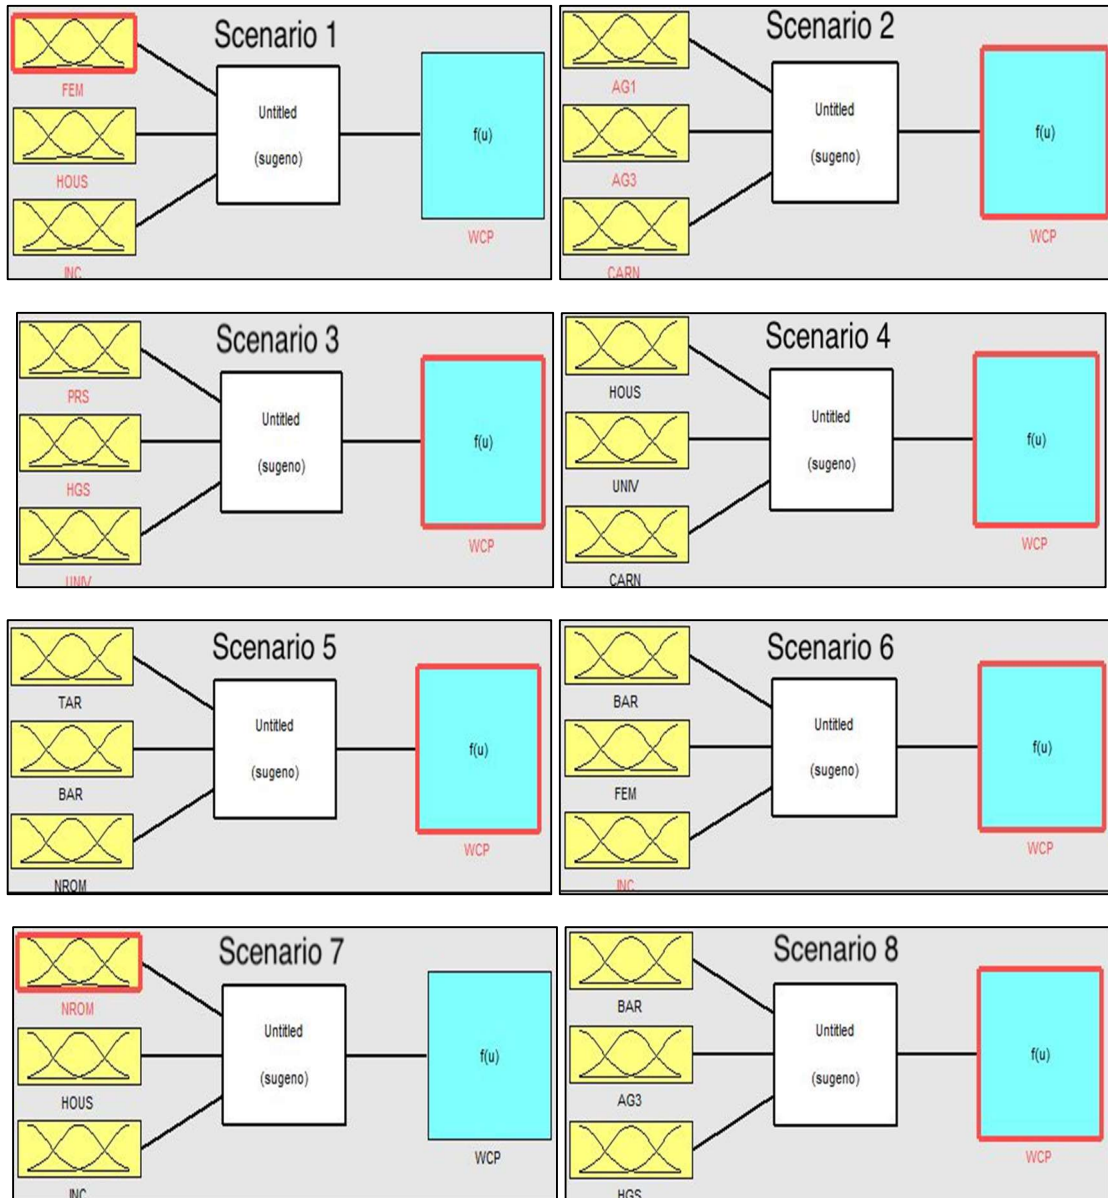 Scenario 1
FEM
HOUS
INC
Untitled
(sugeno)
f(u)
WCP
Scenario 2
AG1
AG3
CARN
Untitled
(sugeno)
f(u)
WCP
Scenario 3
PRS
HGS
UNIV
Untitled
(sugeno)
f(u)
WCP
Scenario 4
HOUS
UNIV
CARN
Untitled
(sugeno)
f(u)
WCP
Scenario 5
TAR
BAR
NROM
Untitled
(sugeno)
f(u)
WCP
Scenario 6
BAR
FEM
INC
Untitled
(sugeno)
f(u)
WCP
Scenario 7
NROM
HOUS
INC
Untitled
(sugeno)
f(u)
WCP
Scenario 8
BAR
AG3
HGS
Untitled
(sugeno)
f(u)
WCP